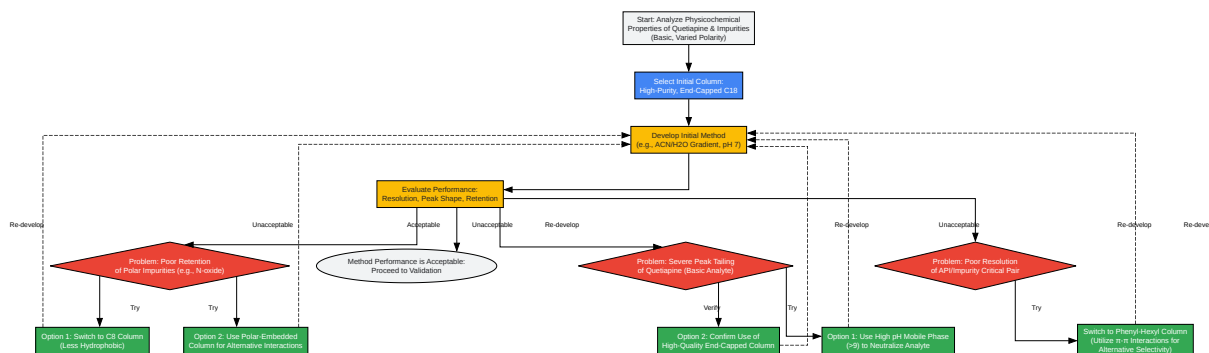 Start: Analyze Physicochemical
Properties of Quetiapine & Impurities
(Basic, Varied Polarity)
Select Initial Column:
High-Purity, End-Capped C18
Develop Initial Method
(e.g., ACN/H2O Gradient, pH 7)
Evaluate Performance:
Resolution, Peak Shape, Retention
Re-develop
Unacceptable
Acceptable
Unacceptable
Re-develop
Re-develop
Unacceptable
Re-develop
Re-deve
Problem: Poor Retention
of Polar Impurities (e.g., N-oxide)
Method Performance is Acceptable:
Proceed to Validation
Problem: Severe Peak Tailing
of Quetiapine (Basic Analyte)
Problem: Poor Resolution
of API/Impurity Critical Pair
Try
Try
Verify
Try
Try
Option 1: Switch to C8 Column
(Less Hydrophobic)
Option 2: Use Polar-Embedded
Column for Alternative Interactions
Option 2: Confirm Use of
High-Quality End-Capped Column
Option 1: Use High pH Mobile Phase
(>9) to Neutralize Analyte
Switch to Phenyl-Hexyl Column
(Utilize π-π Interactions for
Alternative Selectivity)